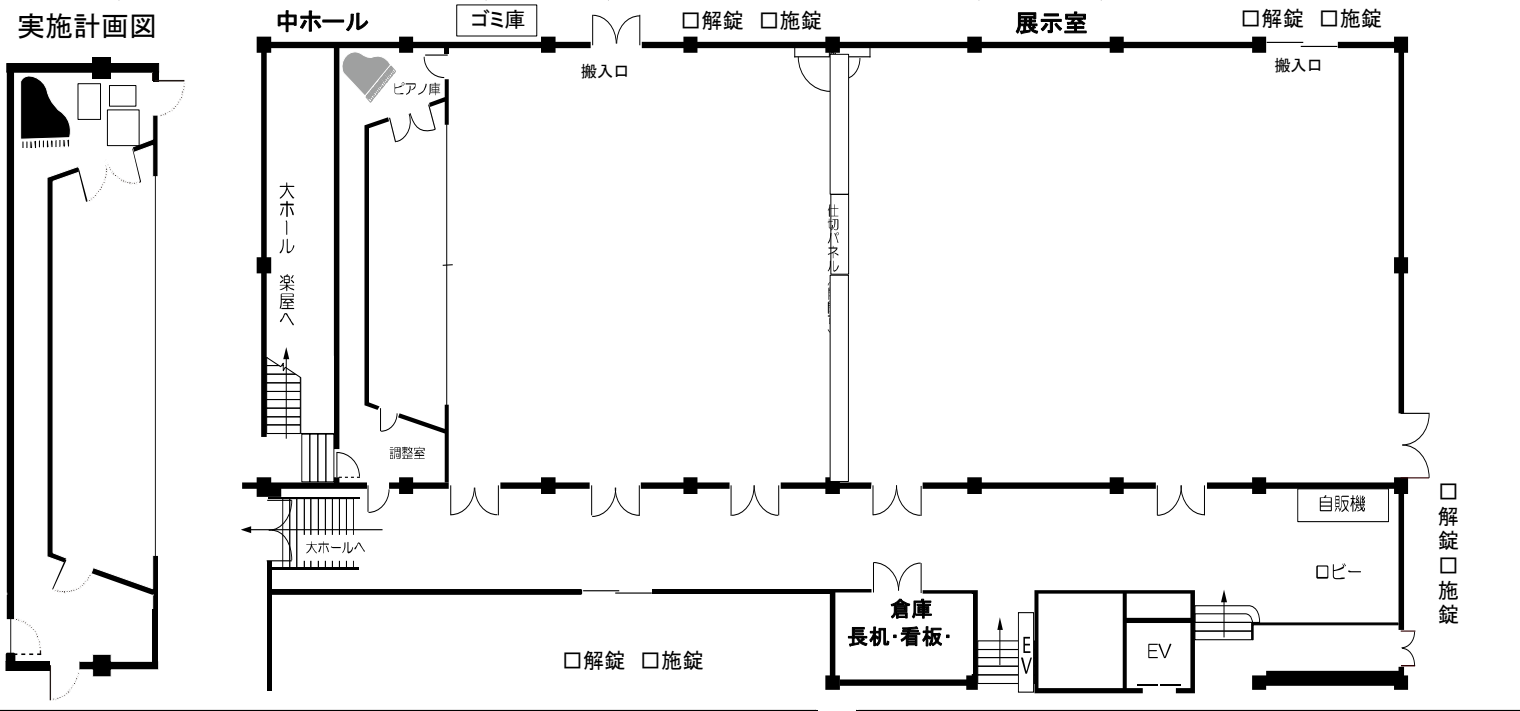 実施計画図
中ホール
ゴミ庫
□解錠 □施錠
展示室
□解錠 □施錠
搬入口
搬入口
ピアノ庫
大ホール 楽屋へ
仕切パネル
調整室
大ホールへ
自販機
ロビー
□解錠□施錠
倉庫
長机・看板・
EV
EV
□解錠 □施錠